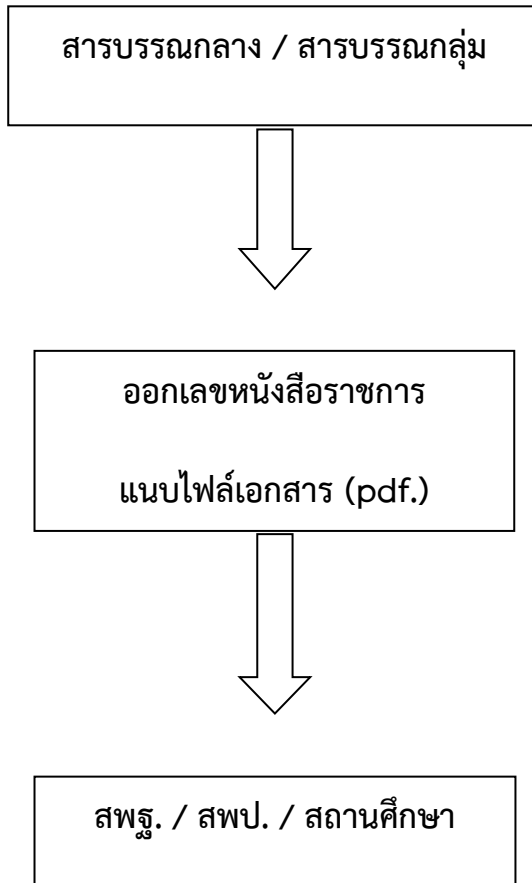 สารบรรณกลาง / สารบรรณกลุ่ม
ออกเลขหนังสือราชการ
แนบไฟล์เอกสาร (pdf.)
สพฐ. / สพป. / สถานศึกษา